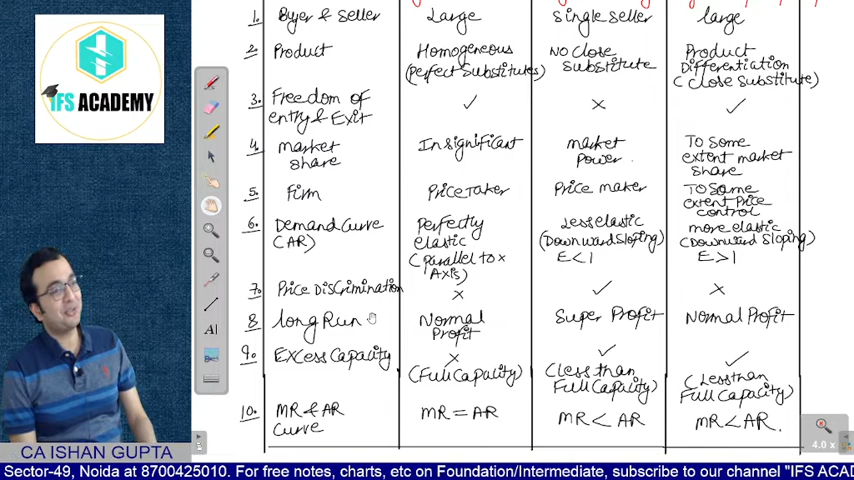 IFS ACADEMY
1. Buyer & Seller Large Single seller large
2. Product Homogeneous No Close Product
(Perfect Substitutes) Substitute Differentiation
(Close Substitute)
3. Freedom of ✓ × ✓
entry & Exit
4. market Insignificant market To Some
share Power. extent market
share
5. Firm Price taker Price maker To Some
extent Price
control
6. Demand Curve Perfectly Less elastic more elastic
(AR) elastic (Downward Sloping) (Downward Sloping)
(Parallel to x E<1 E>1
Axis)
7. Price Discrimination × ✓ ×
8 long Run Normal Super Profit Normal Profit
Profit
9. Excess Capacity × ✓ ✓
(Full Capacity) (less than (Less than
Full Capacity) Full Capacity)
10. MR & AR MR = AR MR < AR MR < AR.
Curve
4.0 x
CA ISHAN GUPTA
Sector-49, Noida at 8700425010. For free notes, charts, etc on Foundation/Intermediate, subscribe to our channel "IFS ACAD